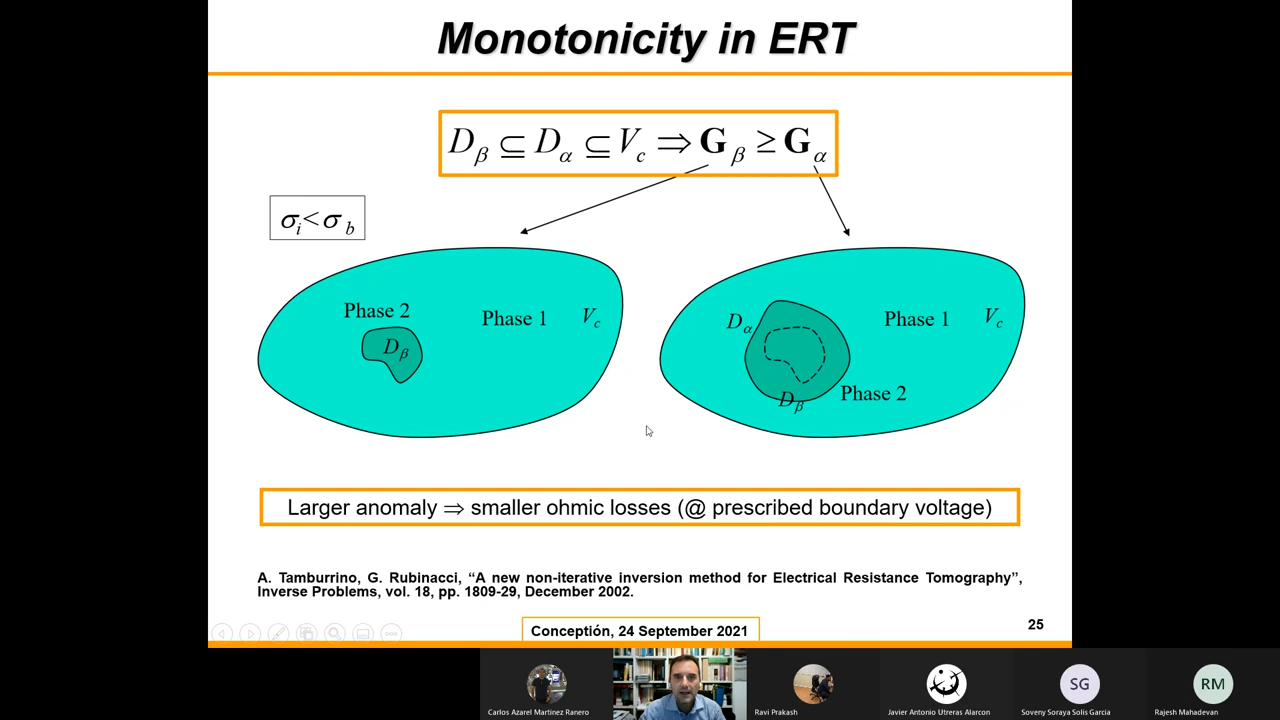 Monotonicity in ERT
D_β ⊆ D_α ⊆ V_c ⇒ G_β ≥ G_α
σ_i < σ_b
Phase 2
Phase 1
V_c
D_β
D_α
Phase 1
V_c
Phase 2
D_β
Larger anomaly ⇒ smaller ohmic losses (@ prescribed boundary voltage)
A. Tamburrino, G. Rubinacci, “A new non-iterative inversion method for Electrical Resistance Tomography”,
Inverse Problems, vol. 18, pp. 1809-29, December 2002.
Conceptión, 24 September 2021
25
SG
RM
Carlos Azarel Martinez Ranero
Ravi Prakash
Javier Antonio Utreras Alarcon
Soveny Soraya Solis Garcia
Rajesh Mahadevan